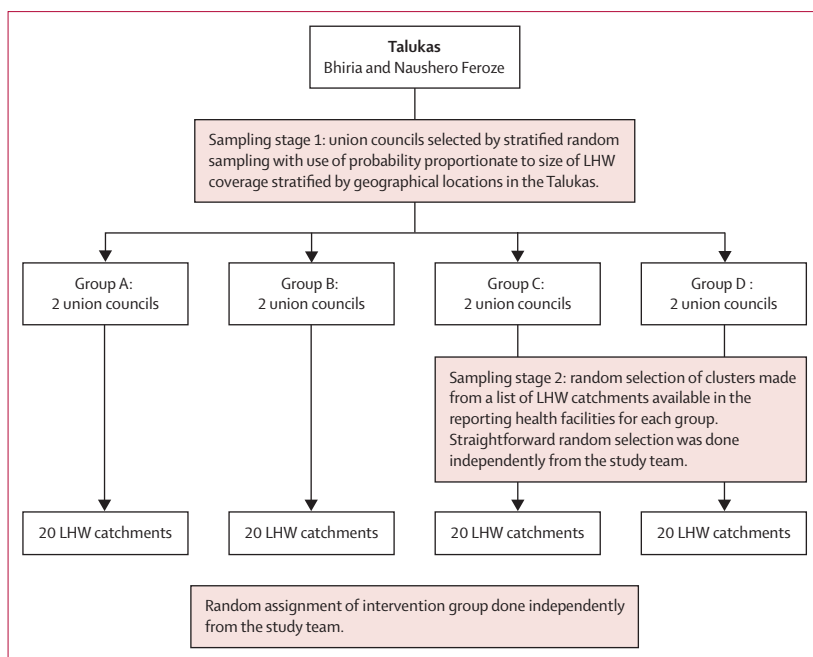 Talukas
Bhiria and Naushero Feroze
Sampling stage 1: union councils selected by stratified random
sampling with use of probability proportionate to size of LHW
coverage stratified by geographical locations in the Talukas.
Group A:
2 union councils
Group B:
2 union councils
Group C:
2 union councils
Group D :
2 union councils
Sampling stage 2: random selection of clusters made
from a list of LHW catchments available in the
reporting health facilities for each group.
Straightforward random selection was done
independently from the study team.
20 LHW catchments
20 LHW catchments
20 LHW catchments
20 LHW catchments
Random assignment of intervention group done independently
from the study team.